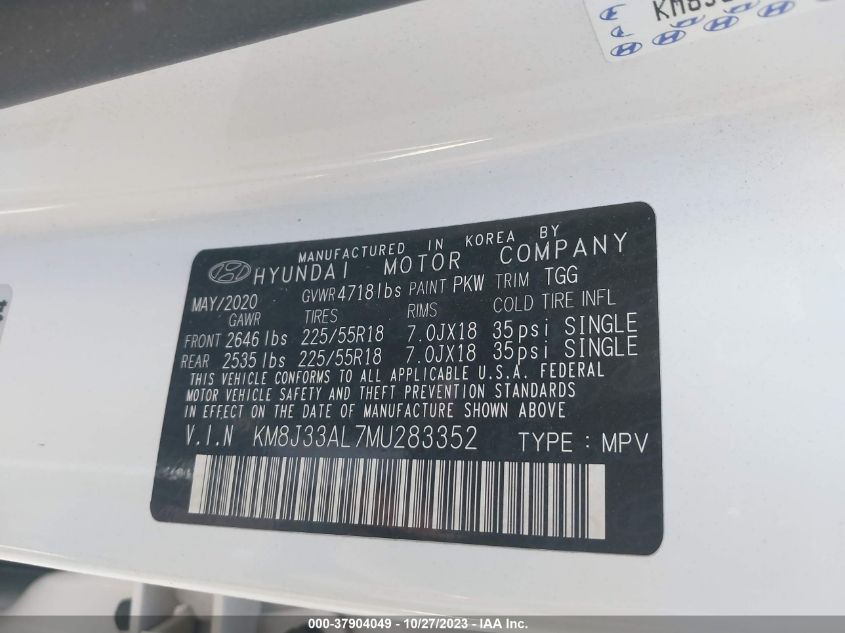 KM8J
MANUFACTURED IN KOREA BY
HYUNDAI MOTOR COMPANY
MAY/2020 GVWR 4718lbs PAINT PKW TRIM TGG
GAWR TIRES RIMS COLD TIRE INFL
FRONT 2646 lbs 225/55R18 7.0JX18 35psi SINGLE
REAR 2535 lbs 225/55R18 7.0JX18 35psi SINGLE
THIS VEHICLE CONFORMS TO ALL APPLICABLE U.S.A. FEDERAL
MOTOR VEHICLE SAFETY AND THEFT PREVENTION STANDARDS
IN EFFECT ON THE DATE OF MANUFACTURE SHOWN ABOVE
V.I.N KM8J33AL7MU283352 TYPE : MPV
000-37904049 - 10/27/2023 - IAA Inc.